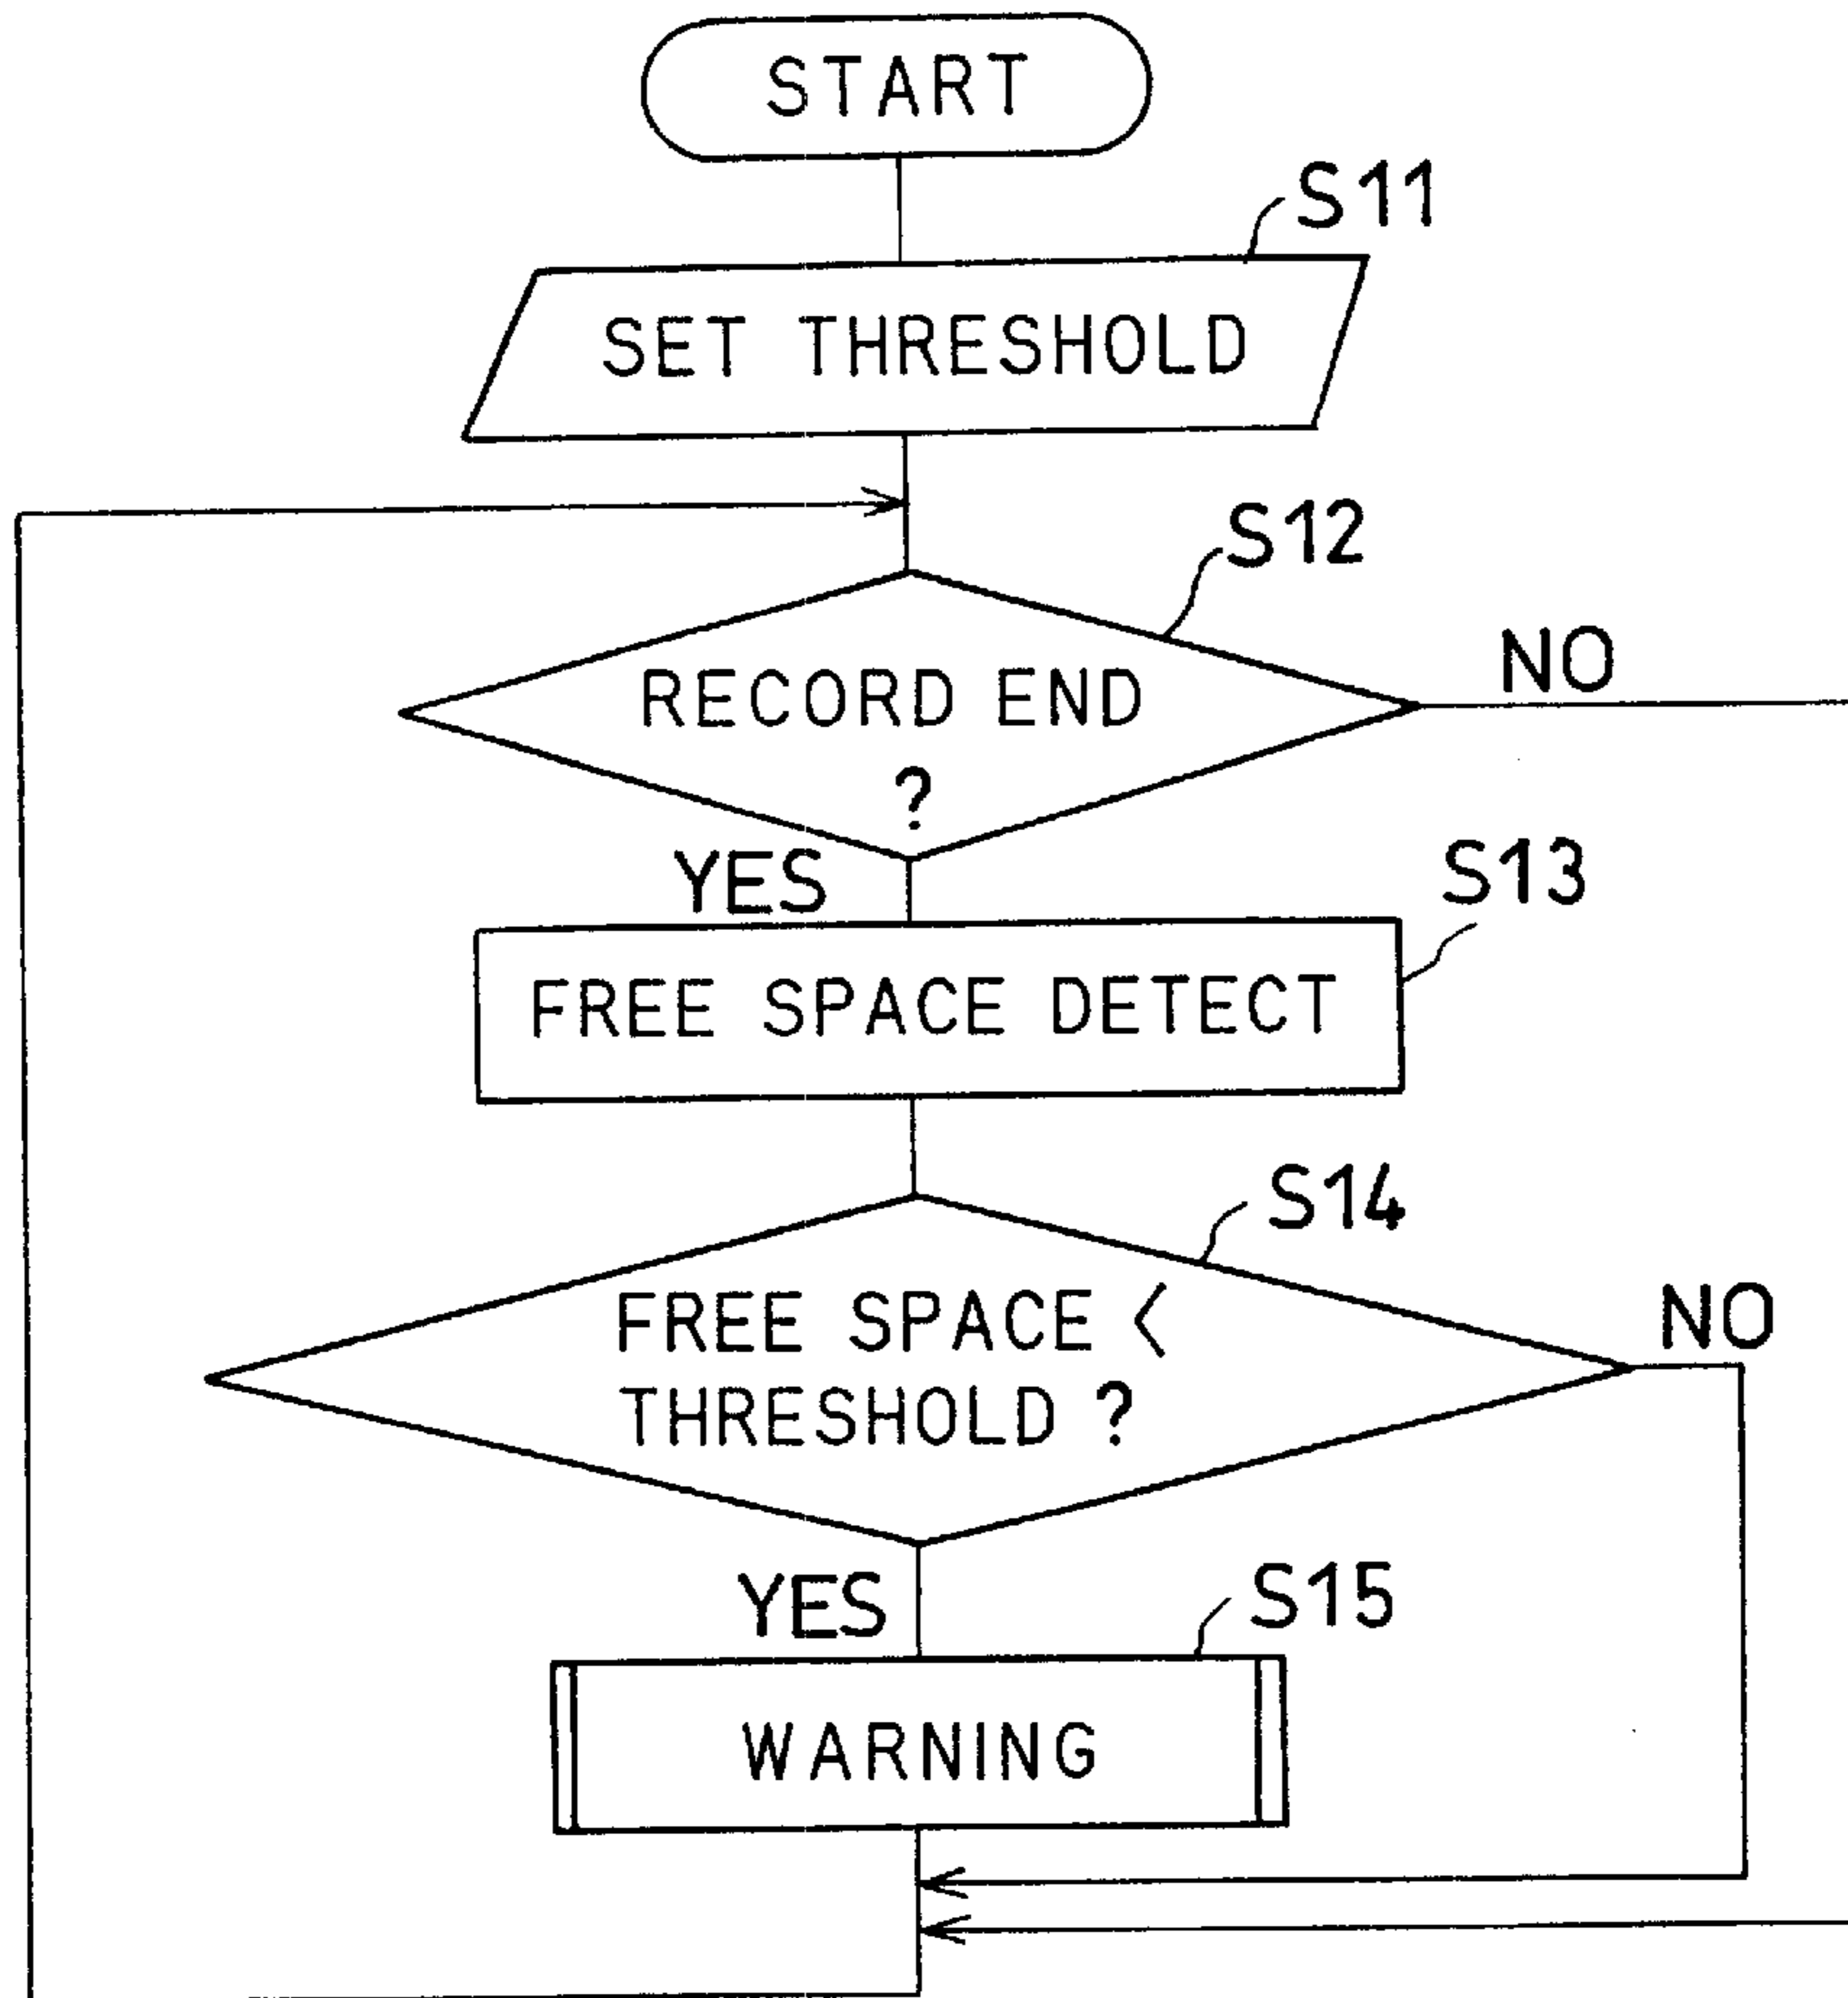 START
S11
SET THRESHOLD
S12
RECORD END
NO
?
YES
S13
FREE SPACE DETECT
S14
FREE SPACE <
NO
THRESHOLD ?
YES
S15
WARNING